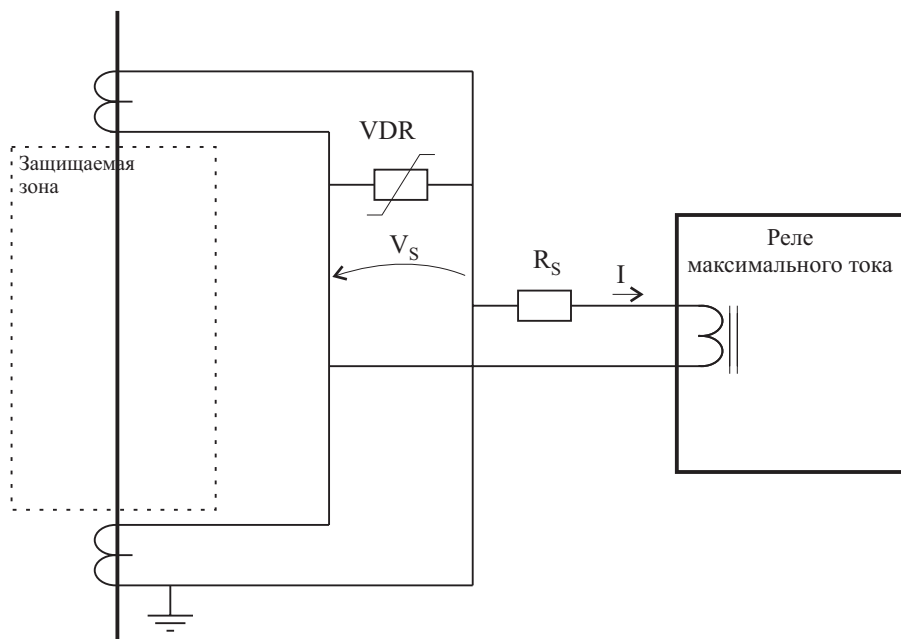 VDR
Защищаемая
зона
V_S
R_S
I
Реле
максимального тока